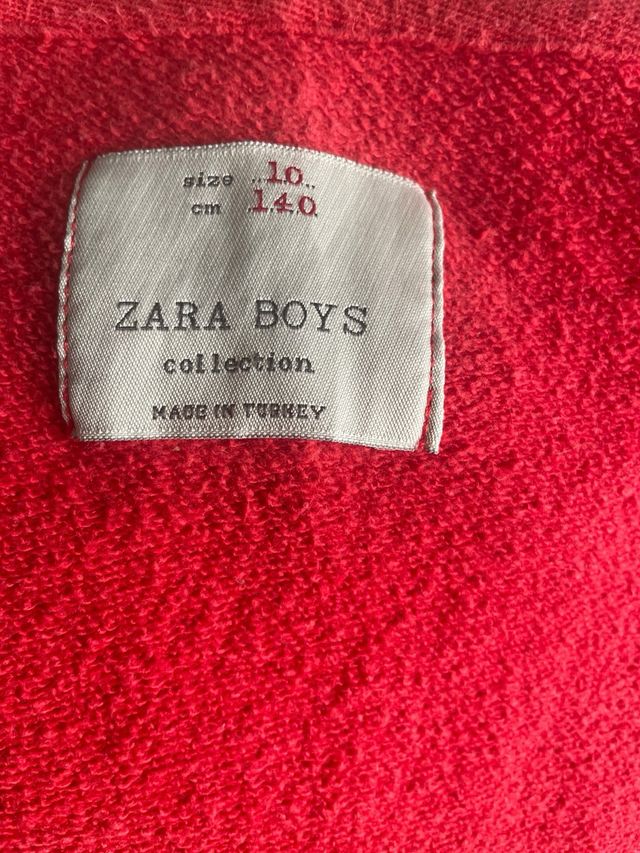 size 10
cm 140
ZARA BOYS
collection
MADE IN TURKEY